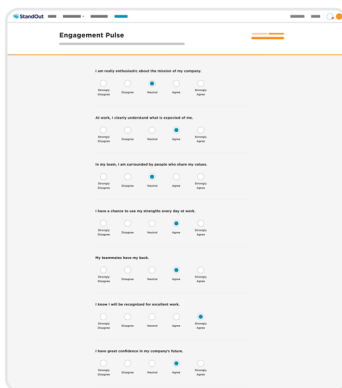 StandOut
Engagement Pulse
I am really enthusiastic about the mission of my company.
Strongly Disagree
Disagree
Neutral
Agree
Strongly Agree
At work, I clearly understand what is expected of me.
Strongly Disagree
Disagree
Neutral
Agree
Strongly Agree
In my team, I am surrounded by people who share my values.
Strongly Disagree
Disagree
Neutral
Agree
Strongly Agree
I have a chance to use my strengths every day at work.
Strongly Disagree
Disagree
Neutral
Agree
Strongly Agree
My teammates have my back.
Strongly Disagree
Disagree
Neutral
Agree
Strongly Agree
I know I will be recognized for excellent work.
Strongly Disagree
Disagree
Neutral
Agree
Strongly Agree
I have great confidence in my company's future.
Strongly Disagree
Disagree
Neutral
Agree
Strongly Agree